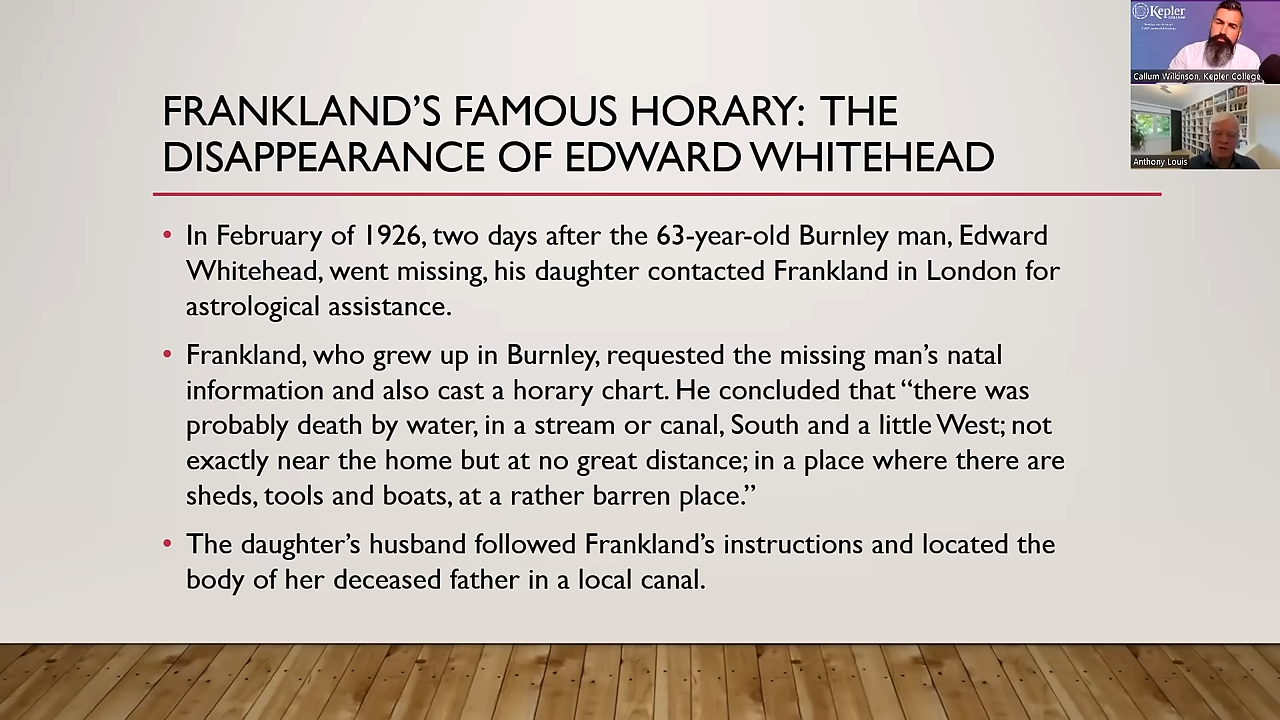 Kepler
COLLEGE
Callum Wilkinson, Kepler College
Anthony Louis
FRANKLAND'S FAMOUS HORARY: THE
DISAPPEARANCE OF EDWARD WHITEHEAD
• In February of 1926, two days after the 63-year-old Burnley man, Edward
Whitehead, went missing, his daughter contacted Frankland in London for
astrological assistance.
• Frankland, who grew up in Burnley, requested the missing man's natal
information and also cast a horary chart. He concluded that “there was
probably death by water, in a stream or canal, South and a little West; not
exactly near the home but at no great distance; in a place where there are
sheds, tools and boats, at a rather barren place.”
• The daughter's husband followed Frankland's instructions and located the
body of her deceased father in a local canal.